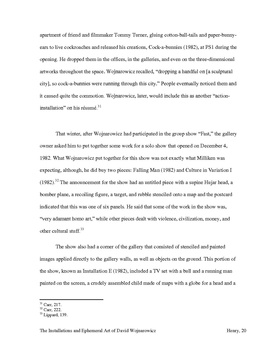 apartment of friend and filmmaker Tommy Turner, gluing cotton-ball-tails and paper-bunny-
ears to live cockroaches and released his creations, Cock-a-bunnies (1982), at PS1 during the
opening. He dropped them in the offices, in the galleries, and even on the three-dimensional
artworks throughout the space. Wojnarowicz recalled, "dropping a handful on [a sculptural
city], so cock-a-bunnies were running through this city." People eventually noticed them and
it caused quite the commotion. Wojnarowicz, later, would include this as another "action-
installation" on his résumé.
That winter, after Wojnarowicz had participated in the group show "Fast," the gallery
owner asked him to put together some work for a solo show that opened on December 4,
1982. What Wojnarowicz put together for this show was not exactly what Milliken was
expecting, although, he did buy two pieces: Falling Man (1982) and Culture in Variation I
(1982). The announcement for the show had an untitled piece with a supine Hujar head, a
bomber plane, a recoiling figure, a target, and rubble stenciled onto a map and the postcard
indicated that this was one of six panels. He said that some of the work in the show was,
"very adamant homo art," while other pieces dealt with violence, civilization, money, and
other cultural stuff.
The show also had a corner of the gallery that consisted of stenciled and painted
images applied directly to the gallery walls, as well as objects on the ground. This portion of
the show, known as Installation E (1982), included a TV set with a bull and a running man
painted on the screen, a crudely assembled child made of maps with a globe for a head and a
Carr, 217.
Carr, 222.
Lippard, 139.
The Installations and Ephemeral Art of David Wojnarowicz Henry, 20